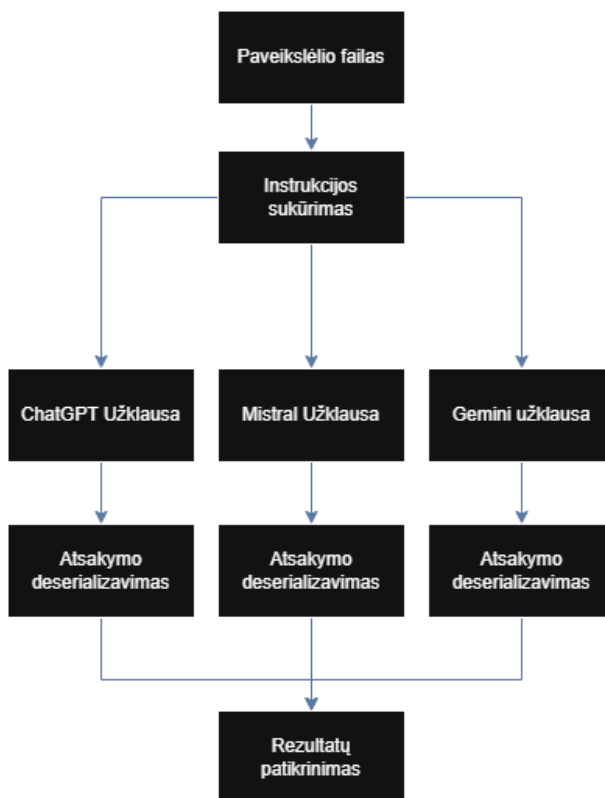 Paveikslėlio failas
Instrukcijos
sukūrimas
ChatGPT Užklausa
Mistral Užklausa
Gemini užklausa
Atsakymo
deserializavimas
Atsakymo
deserializavimas
Atsakymo
deserializavimas
Rezultatų
patikrinimas